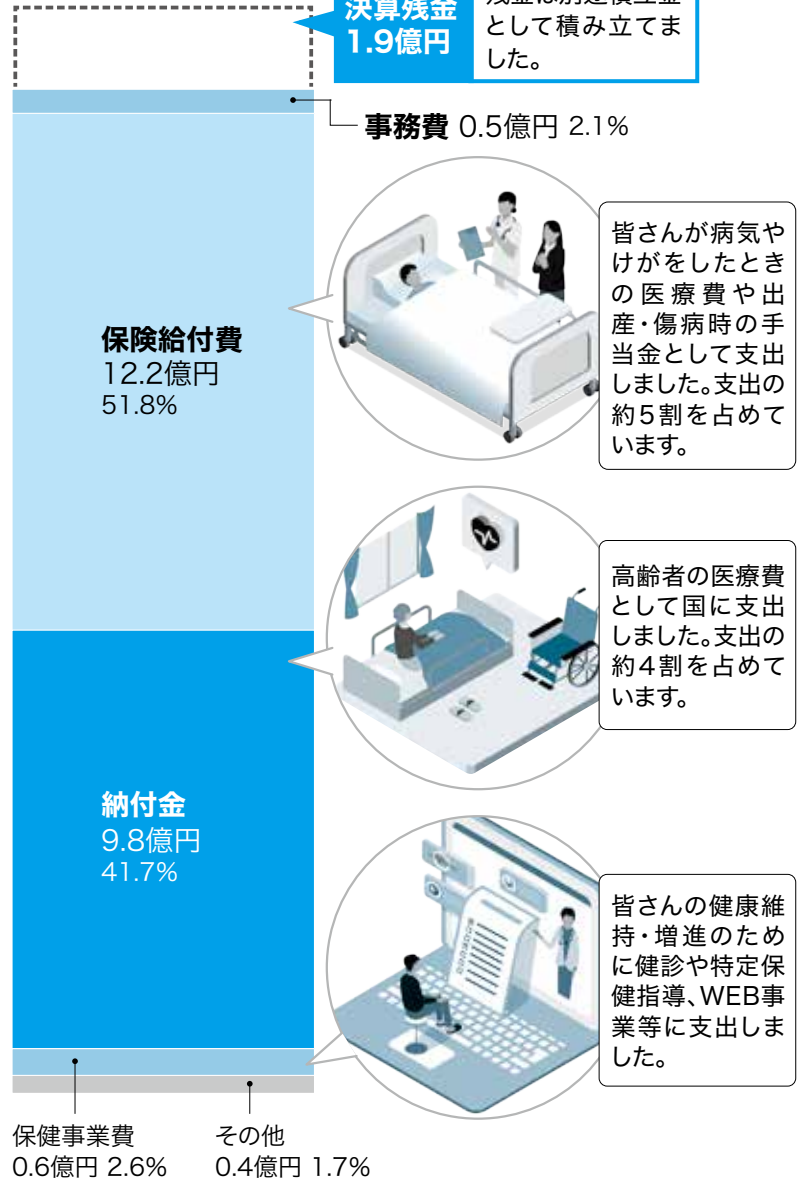 決算残金
1.9億円
残金は別途積立金
として積み立てま
した。
事務費 0.5億円 2.1%
保険給付費
12.2億円
51.8%
皆さんが病気や
けがをしたとき
の医療費や出
産・傷病時の手
当金として支出
しました。支出の
約5割を占めて
います。
高齢者の医療費
として国に支出
しました。支出の
約4割を占めて
います。
納付金
9.8億円
41.7%
皆さんの健康維
持・増進のため
に健診や特定保
健指導、WEB事
業等に支出しま
した。
保健事業費
0.6億円 2.6%
その他
0.4億円 1.7%